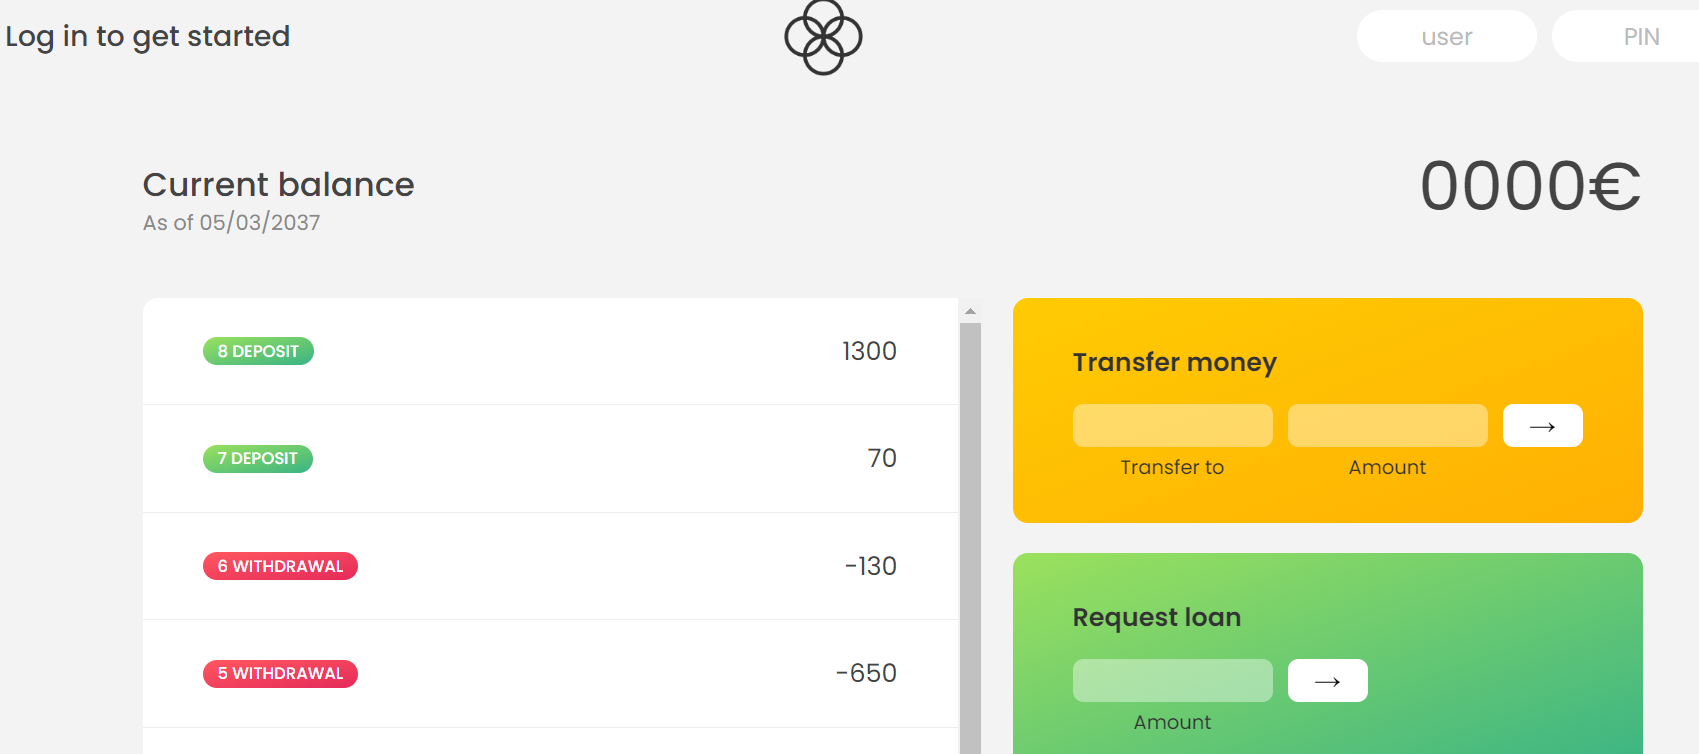 Log in to get started
user
PIN
Current balance
As of 05/03/2037
0000€
8 DEPOSIT
1300
7 DEPOSIT
70
6 WITHDRAWAL
-130
5 WITHDRAWAL
-650
Transfer money
→
Transfer to
Amount
Request loan
→
Amount